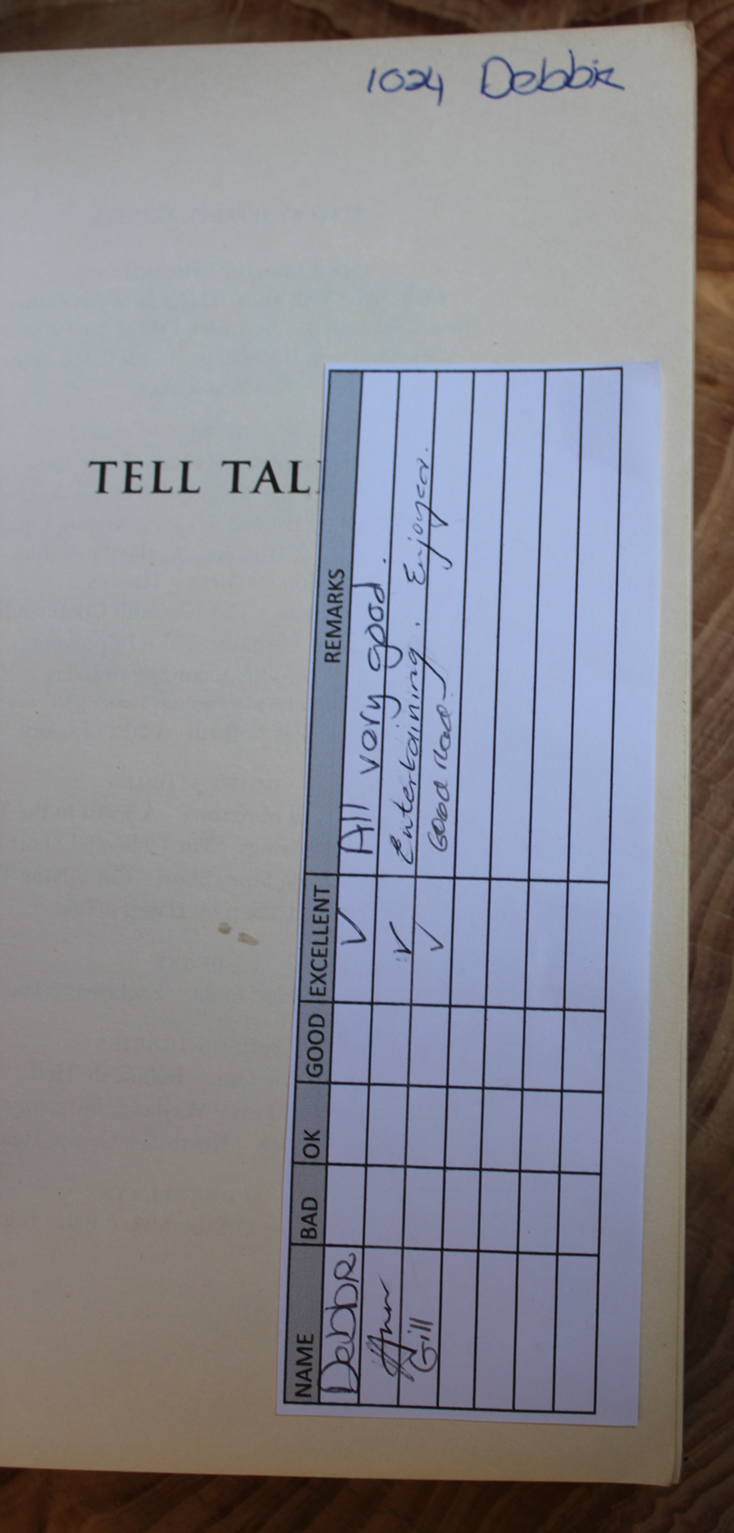 1024 Debbie
TELL TAL
NAME BAD OK GOOD EXCELLENT REMARKS
Debbie ✓ All very good.
Ann ✓ Entertaining. Enjoyed.
Gill ✓ Good read